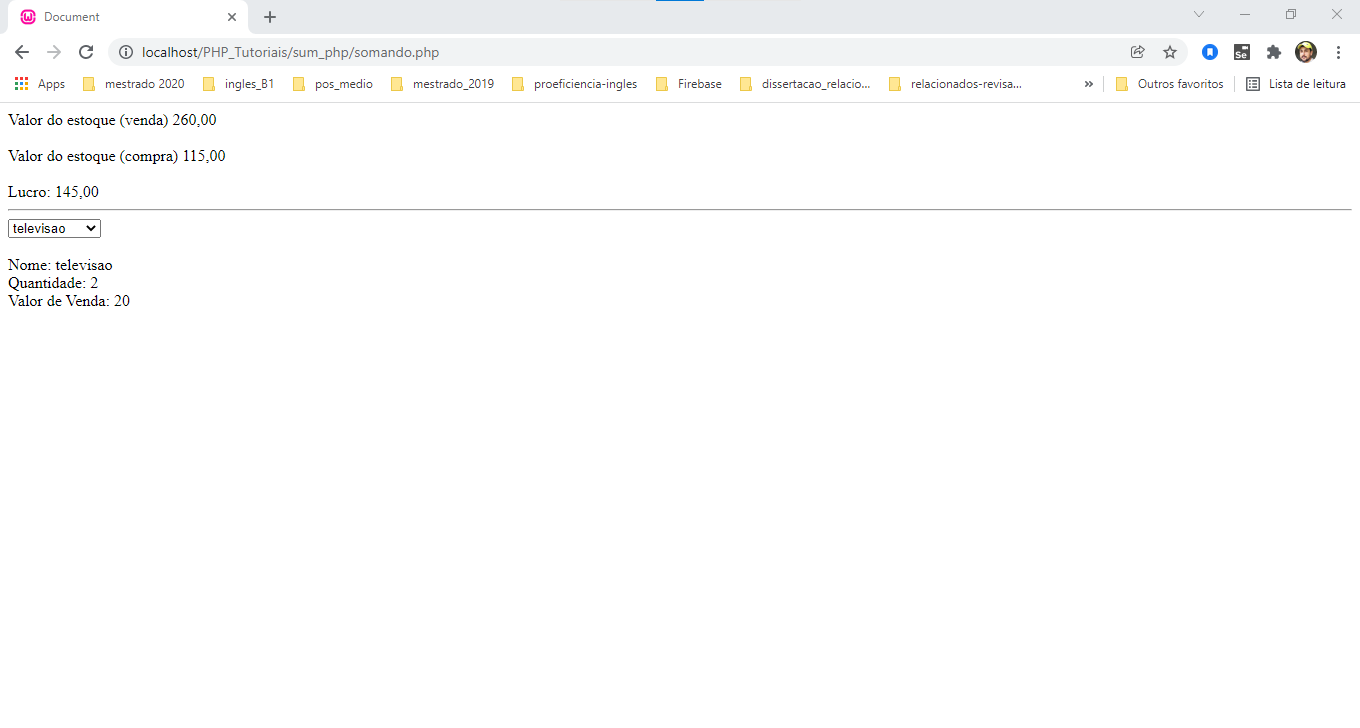 Document
localhost/PHP_Tutoriais/sum_php/somando.php
Se
Apps mestrado 2020 ingles_B1 pos_medio mestrado_2019 proeficiencia-ingles Firebase dissertacao_relacio... relacionados-revisa... » Outros favoritos Lista de leitura
Valor do estoque (venda) 260,00
Valor do estoque (compra) 115,00
Lucro: 145,00
televisao
Nome: televisao
Quantidade: 2
Valor de Venda: 20